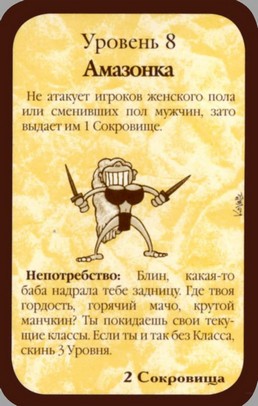 Уровень 8
Амазонка
Не атакует игроков женского пола
или сменивших пол мужчин, зато
выдает им 1 Сокровище.
Непотребство: Блин, какая-то
баба надрала тебе задницу. Где твоя
гордость, горячий мачо, крутой
манчкин? Ты покидаешь свои теку-
щие классы. Если ты и так без Класса,
скинь 3 Уровня.
2 Сокровища